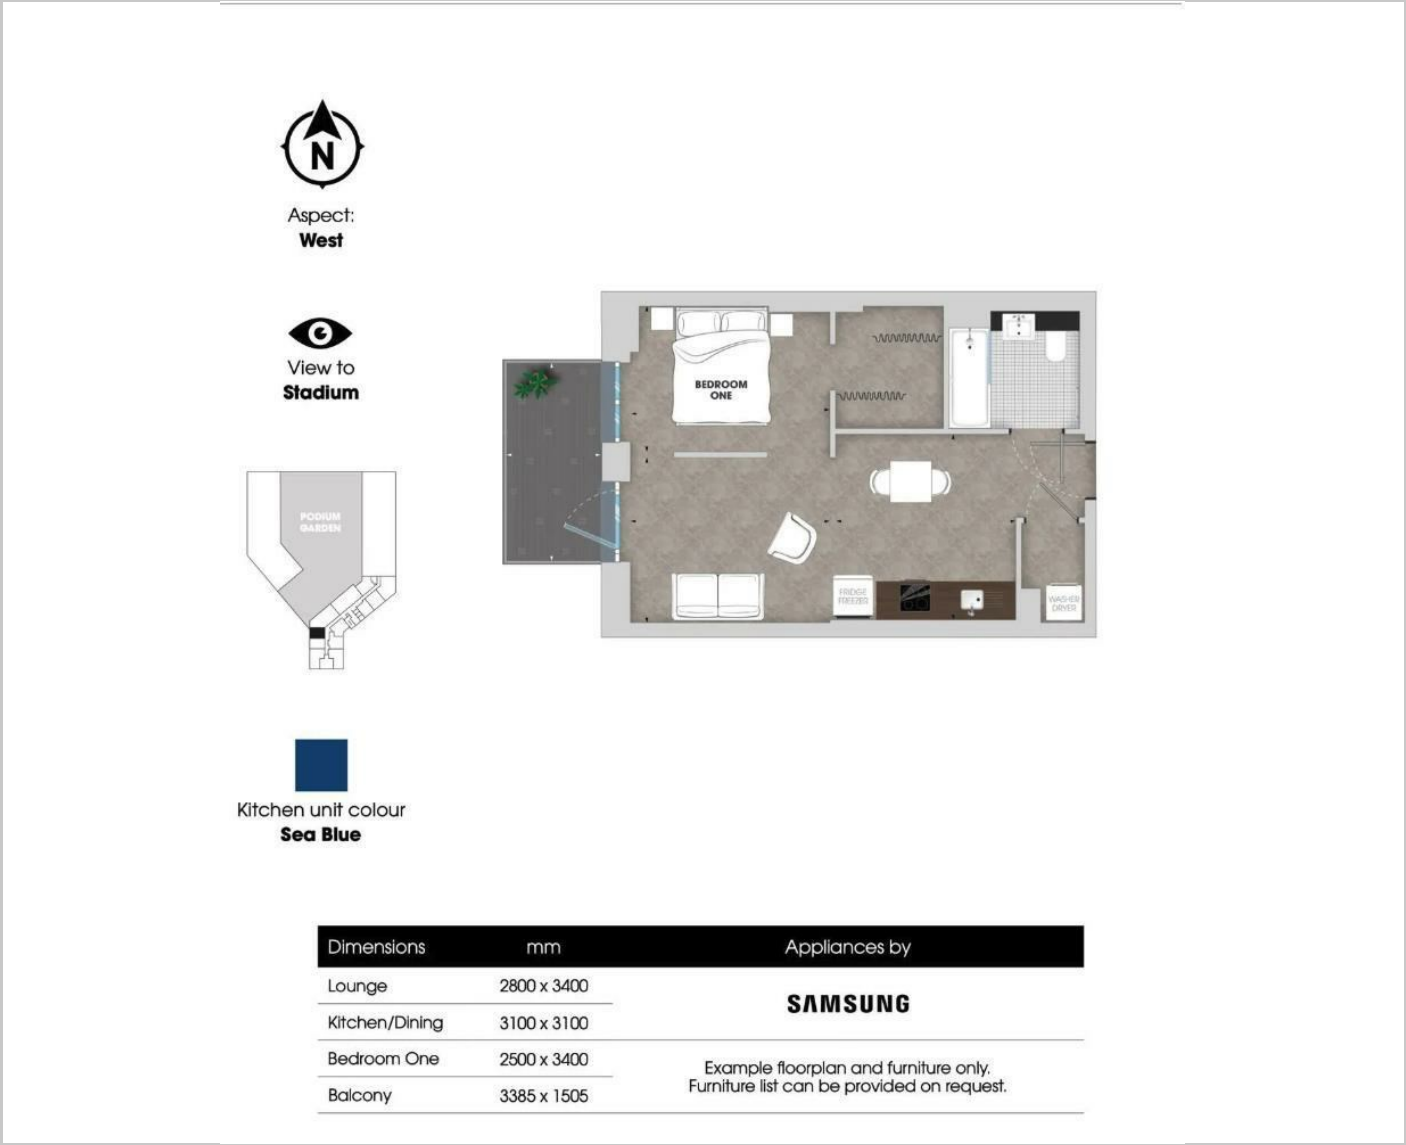 N
Aspect:
West
View to
Stadium
PODIUM
GARDEN
BEDROOM
ONE
FRIDGE
FREEZER
WASHER
DRYER
Kitchen unit colour
Sea Blue
Dimensions mm Appliances by
Lounge 2800 x 3400
SAMSUNG
Kitchen/Dining 3100 x 3100
Bedroom One 2500 x 3400
Example floorplan and furniture only.
Furniture list can be provided on request.
Balcony 3385 x 1505